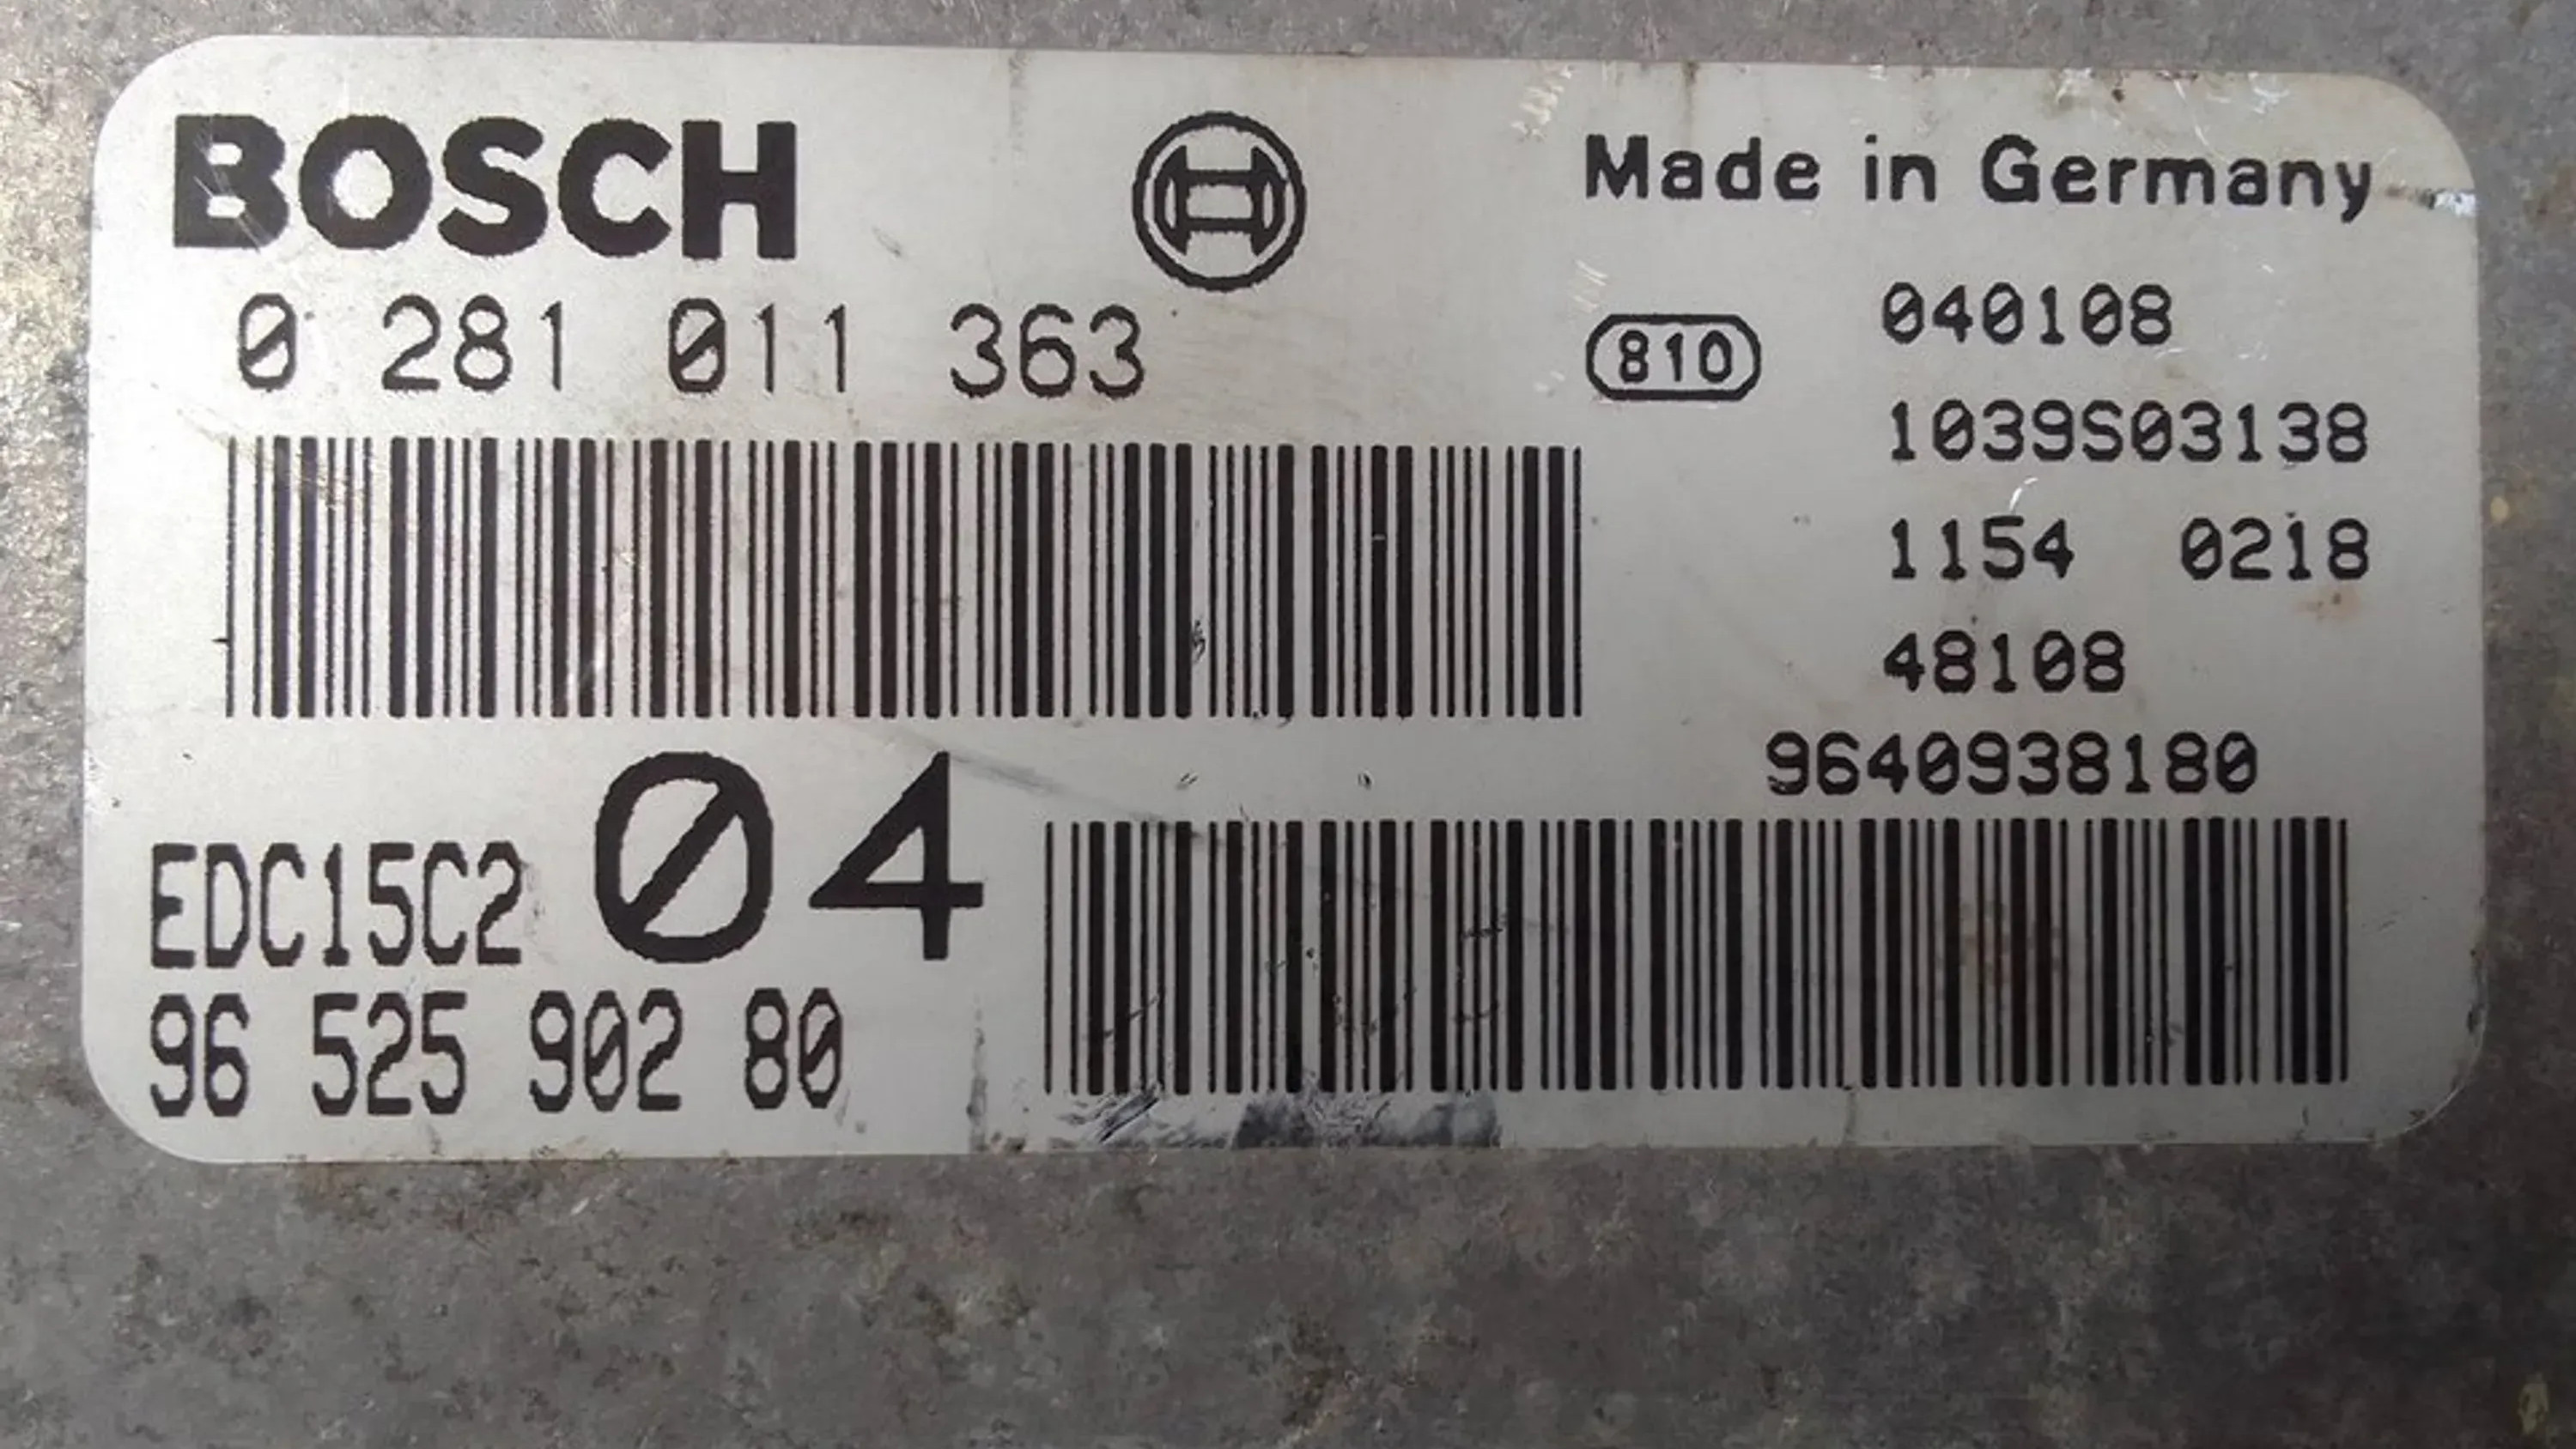 BOSCH
Made in Germany
0 281 011 363
810
040108
1039S03138
1154 0218
48108
9640938180
EDC15C2 04
96 525 902 80